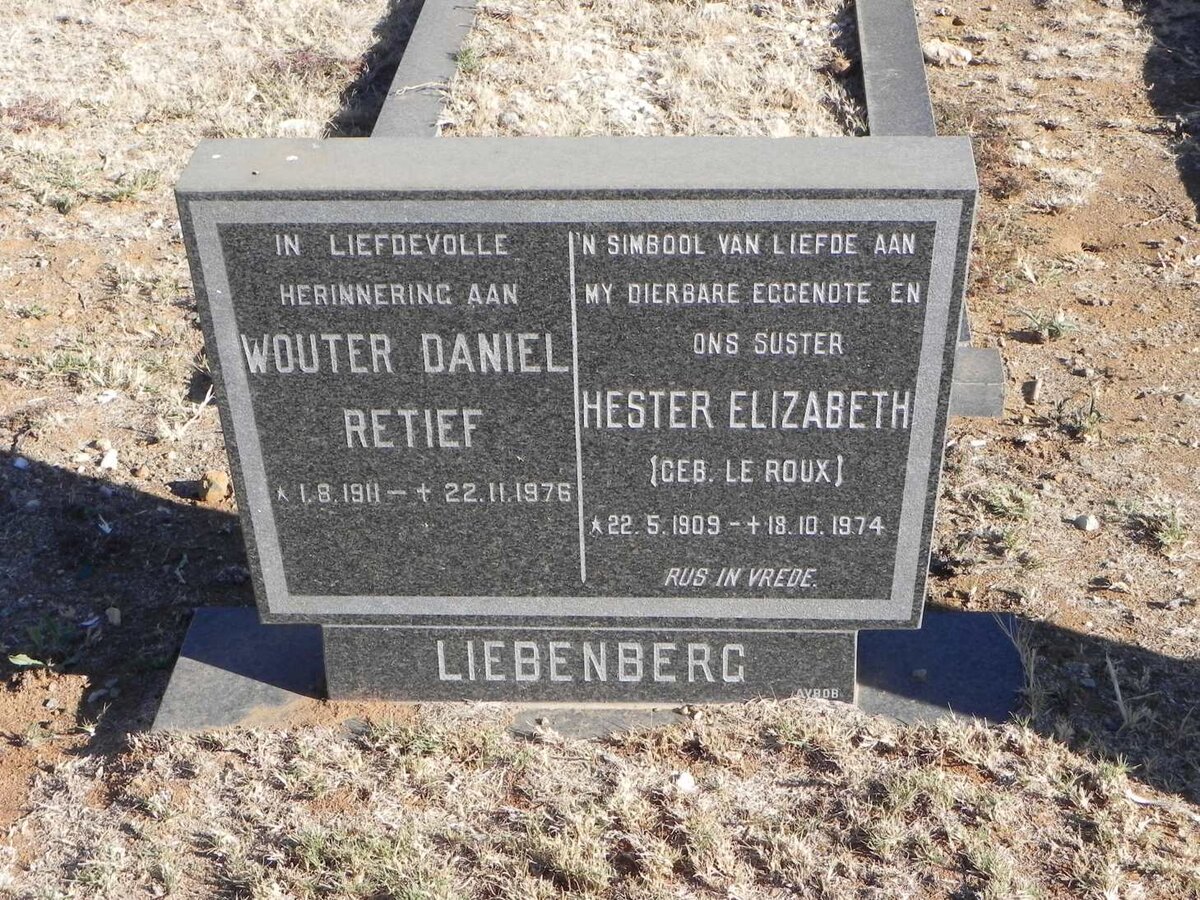 IN LIEFDEVOLLE
HERINNERING AAN
WOUTER DANIEL
RETIEF
* 1.8.1911 – + 22.11.1976
'N SIMBOOL VAN LIEFDE AAN
MY DIERBARE EGGENOTE EN
ONS SUSTER
HESTER ELIZABETH
(GEB. LE ROUX)
* 22.5.1909 – + 18.10.1974
RUS IN VREDE.
LIEBENBERG
AVBOB